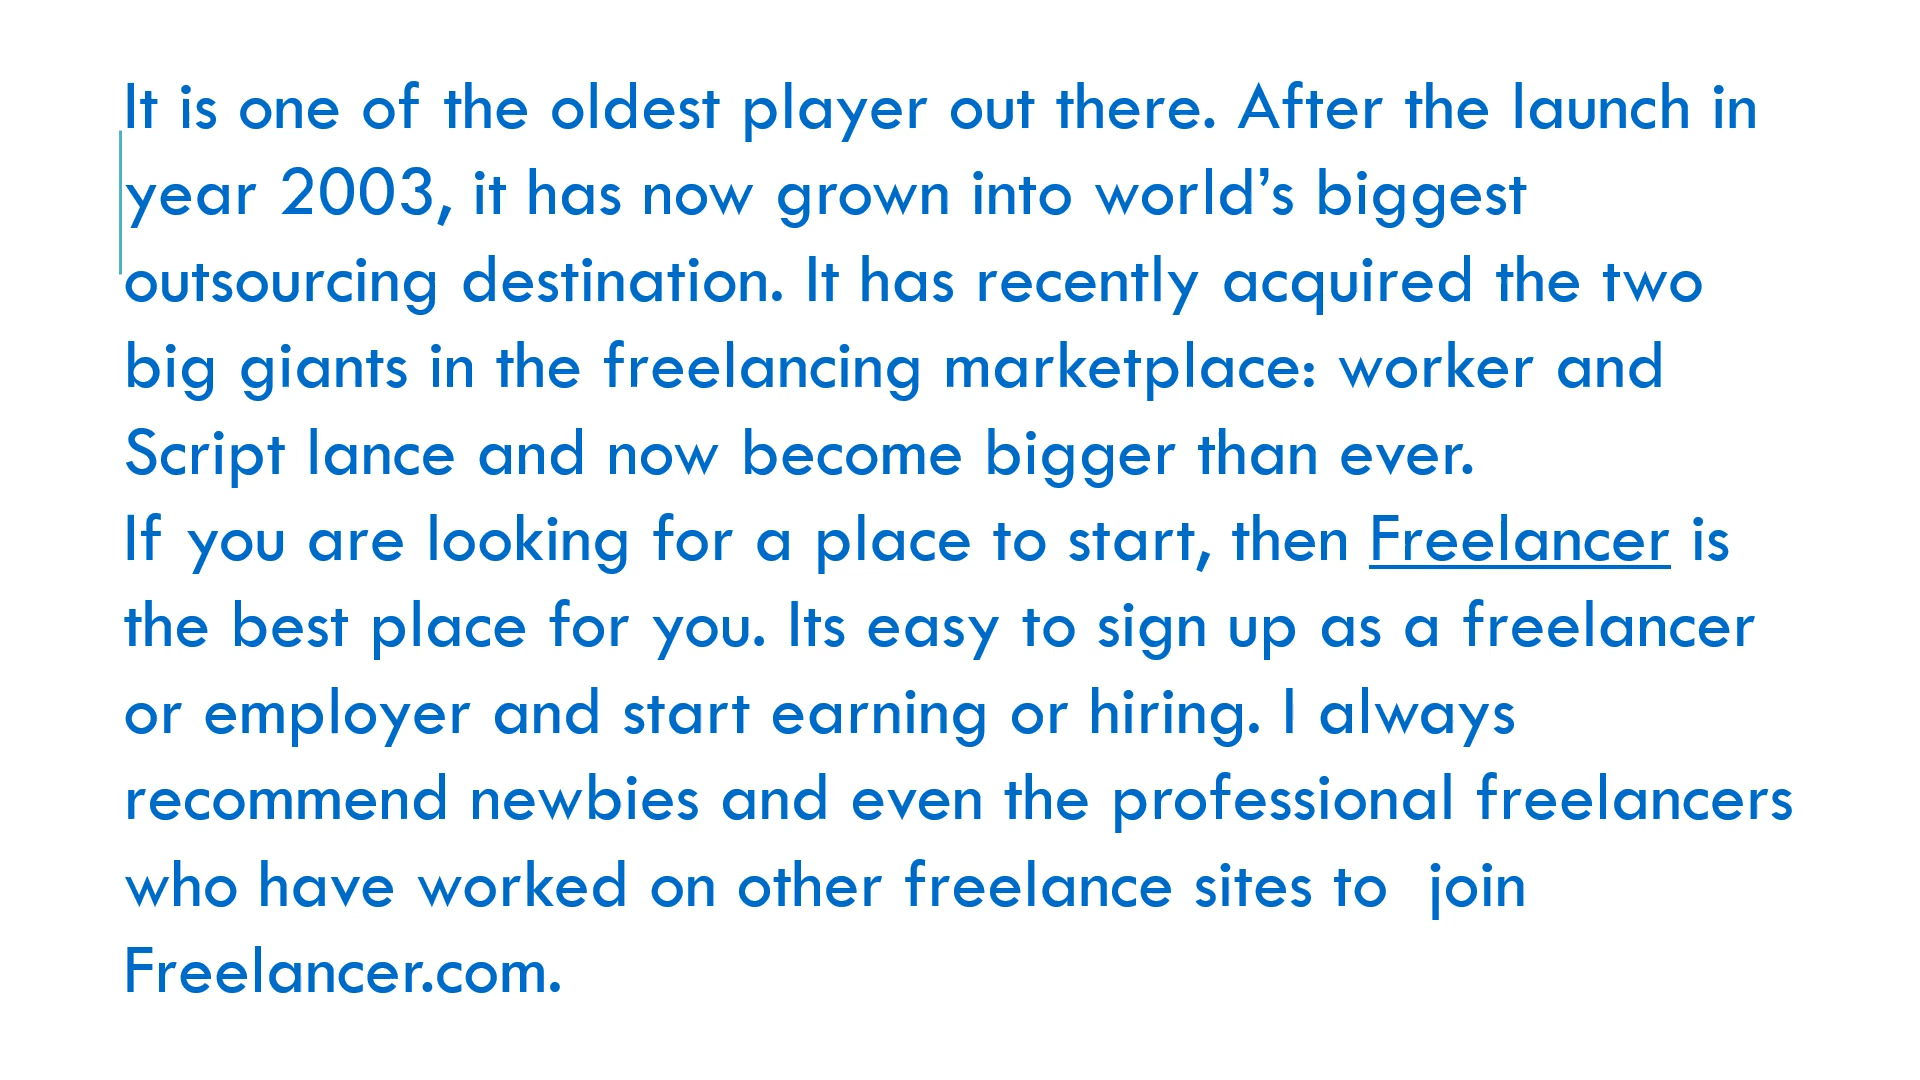 It is one of the oldest player out there. After the launch in
year 2003, it has now grown into world’s biggest
outsourcing destination. It has recently acquired the two
big giants in the freelancing marketplace: worker and
Script lance and now become bigger than ever.
If you are looking for a place to start, then Freelancer is
the best place for you. Its easy to sign up as a freelancer
or employer and start earning or hiring. I always
recommend newbies and even the professional freelancers
who have worked on other freelance sites to  join
Freelancer.com.